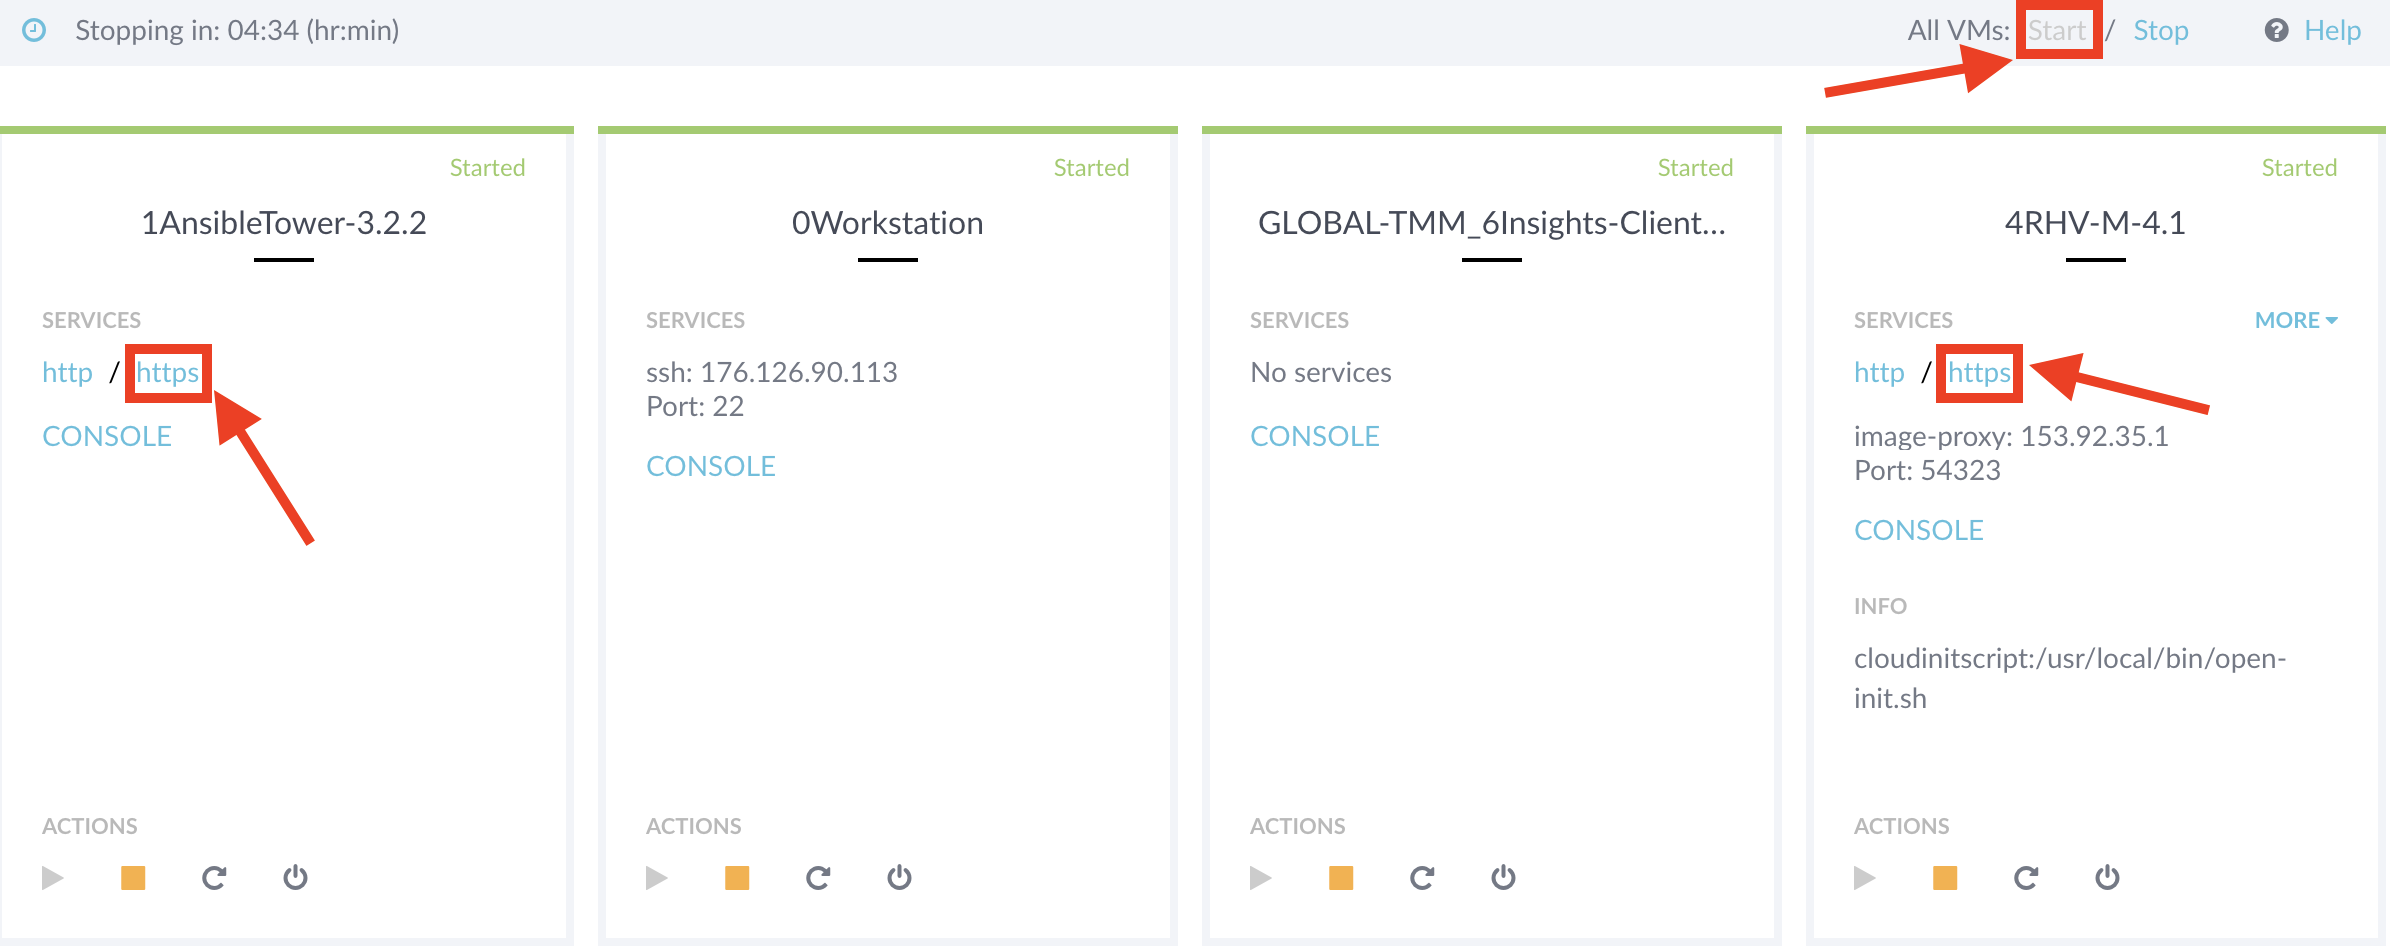 Stopping in: 04:34 (hr:min)
All VMs: Start / Stop
Help
Started
1AnsibleTower-3.2.2
SERVICES
http / https
CONSOLE
ACTIONS
Started
0Workstation
SERVICES
ssh: 176.126.90.113
Port: 22
CONSOLE
ACTIONS
Started
GLOBAL-TMM_6Insights-Client...
SERVICES
No services
CONSOLE
ACTIONS
Started
4RHV-M-4.1
SERVICES
MORE
http / https
image-proxy: 153.92.35.1
Port: 54323
CONSOLE
INFO
cloudinitscript:/usr/local/bin/open-
init.sh
ACTIONS